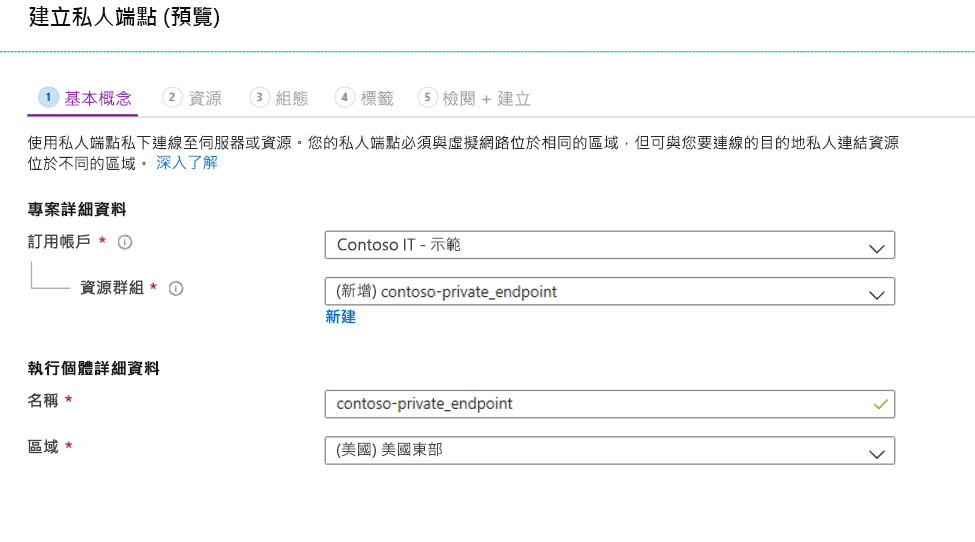 建立私人端點 (預覽)
1 基本概念 2 資源 3 組態 4 標籤 5 檢閱 + 建立
使用私人端點私下連線至伺服器或資源。您的私人端點必須與虛擬網路位於相同的區域，但可與您要連線的目的地私人連結資源
位於不同的區域。 深入了解
專案詳細資料
訂用帳戶 * Contoso IT - 示範
資源群組 * (新增) contoso-private_endpoint
新建
執行個體詳細資料
名稱 * contoso-private_endpoint
區域 * (美國) 美國東部